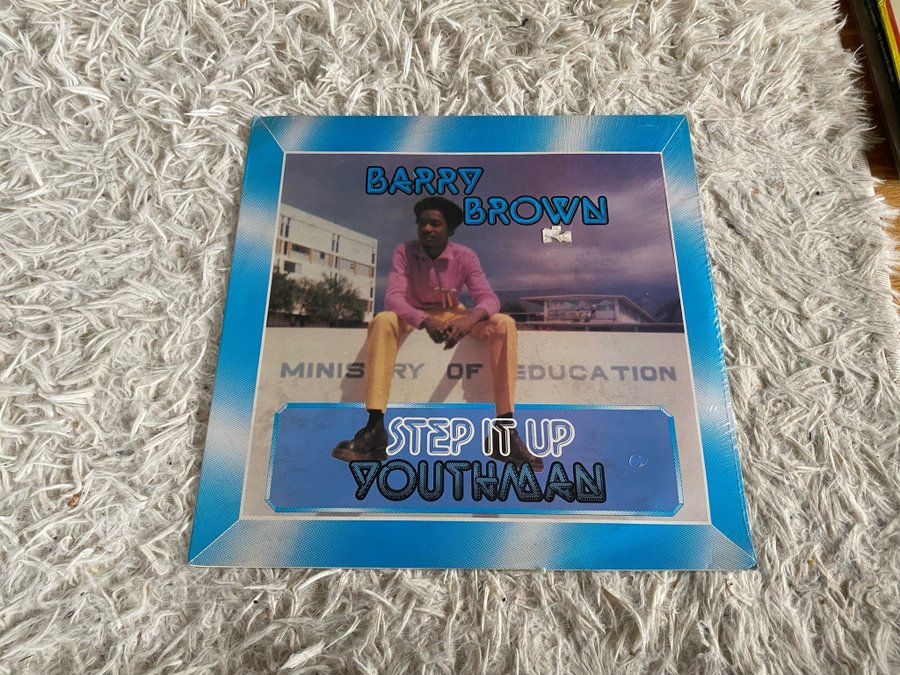 BARRY
BROWN
MINISTRY OF EDUCATION
STEP IT UP
YOUTHMAN